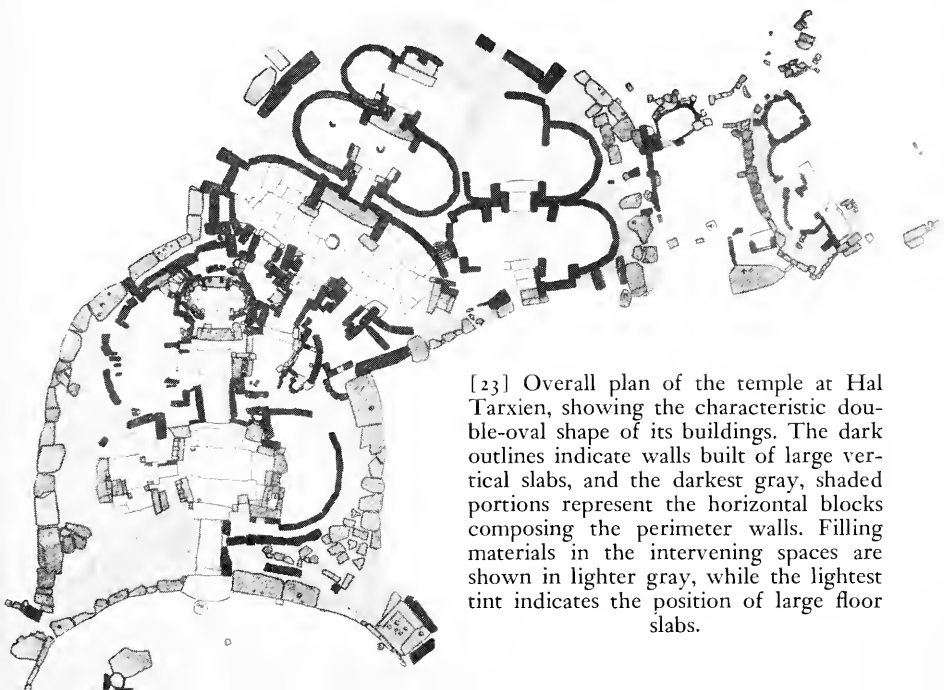 [23] Overall plan of the temple at Hal
Tarxien, showing the characteristic dou-
ble-oval shape of its buildings. The dark
outlines indicate walls built of large ver-
tical slabs, and the darkest gray, shaded
portions represent the horizontal blocks
composing the perimeter walls. Filling
materials in the intervening spaces are
shown in lighter gray, while the lightest
tint indicates the position of large floor
slabs.